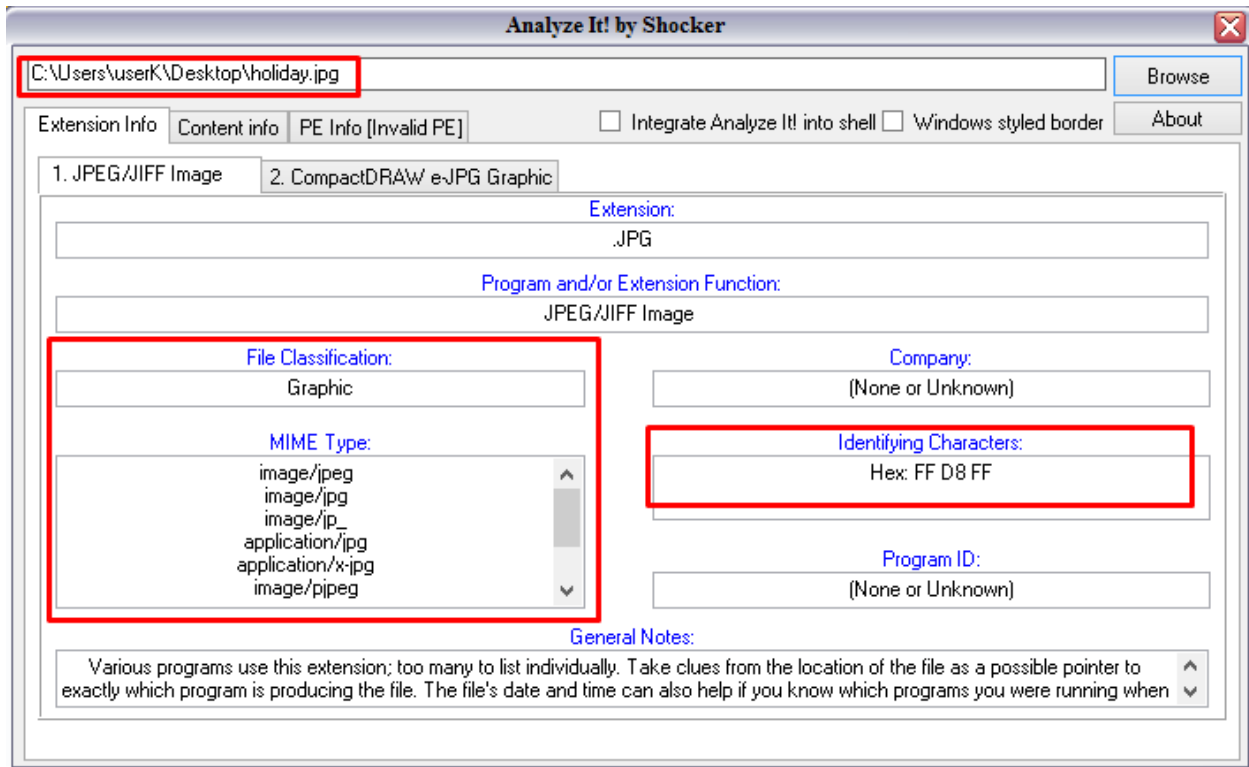 Analyze It! by Shocker
C:\Users\userK\Desktop\holiday.jpg
Browse
Extension Info
Content info
PE Info [Invalid PE]
Integrate Analyze It! into shell
Windows styled border
About
1. JPEG/JIFF Image
2. CompactDRAW e-JPG Graphic
Extension:
.JPG
Program and/or Extension Function:
JPEG/JIFF Image
File Classification:
Graphic
Company:
(None or Unknown)
MIME Type:
image/jpeg
image/jpg
image/jp_
application/jpg
application/x-jpg
image/pjpeg
Identifying Characters:
Hex: FF D8 FF
Program ID:
(None or Unknown)
General Notes:
Various programs use this extension; too many to list individually. Take clues from the location of the file as a possible pointer to
exactly which program is producing the file. The file's date and time can also help if you know which programs you were running when